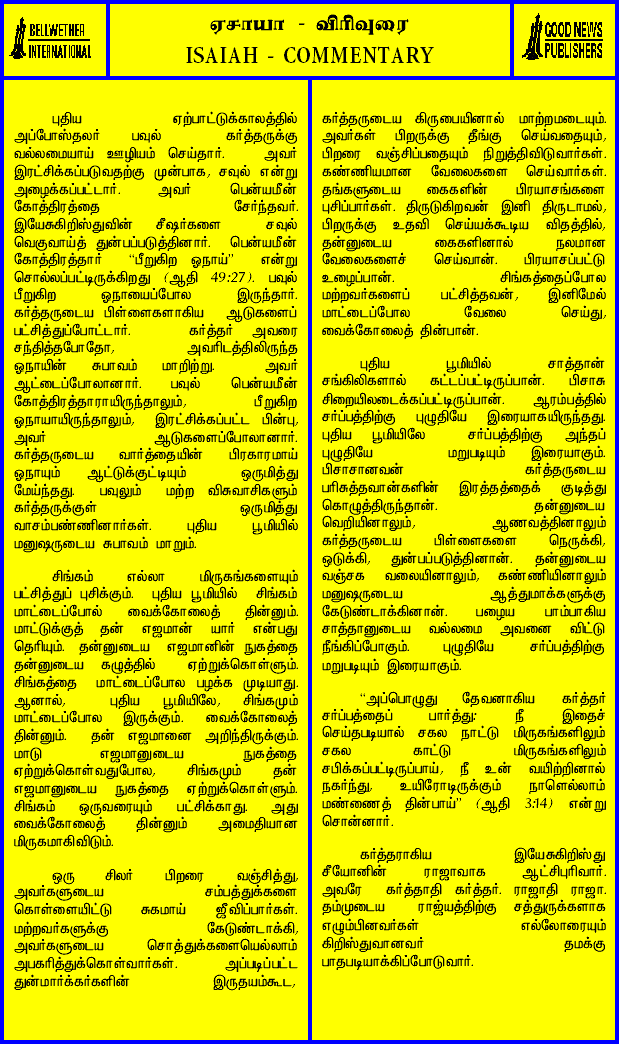 BELLWETHER
INTERNATIONAL
ஏசாயா - விரிவுரை
ISAIAH - COMMENTARY
GOOD NEWS
PUBLISHERS
புதிய ஏற்பாட்டுக்காலத்தில்
அப்போஸ்தலர் பவுல் கர்த்தருக்கு
வல்லமையாய் ஊழியம் செய்தார். அவர்
இரட்சிக்கப்படுவதற்கு முன்பாக, சவுல் என்று
அழைக்கப்பட்டார். அவர் பென்யமீன்
கோத்திரத்தை சேர்ந்தவர்.
இயேசுகிறிஸ்துவின் சீஷர்களை சவுல்
வெகுவாய்த் துன்பப்படுத்தினார். பென்யமீன்
கோத்திரத்தார் “பீறுகிற ஓநாய்” என்று
சொல்லப்பட்டிருக்கிறது (ஆதி 49:27). பவுல்
பீறுகிற ஓநாயைப்போல இருந்தார்.
கர்த்தருடைய பிள்ளைகளாகிய ஆடுகளைப்
பட்சித்துப்போட்டார். கர்த்தர் அவரை
சந்தித்தபோதோ, அவரிடத்திலிருந்த
ஓநாயின் சுபாவம் மாறிற்று. அவர்
ஆட்டைப்போலானார். பவுல் பென்யமீன்
கோத்திரத்தாராயிருந்தாலும், பீறுகிற
ஓநாயாயிருந்தாலும், இரட்சிக்கப்பட்ட பின்பு,
அவர் ஆடுகளைப்போலானார்.
கர்த்தருடைய வார்த்தையின் பிரகாரமாய்
ஓநாயும் ஆட்டுக்குட்டியும் ஒருமித்து
மேய்ந்தது. பவுலும் மற்ற விசுவாசிகளும்
கர்த்தருக்குள் ஒருமித்து
வாசம்பண்ணினார்கள். புதிய பூமியில்
மனுஷருடைய சுபாவம் மாறும்.
சிங்கம் எல்லா மிருகங்களையும்
பட்சித்துப் புசிக்கும். புதிய பூமியில் சிங்கம்
மாட்டைப்போல் வைக்கோலைத் தின்னும்.
மாட்டுக்குத் தன் எஜமான் யார் என்பது
தெரியும். தன்னுடைய எஜமானின் நுகத்தை
தன்னுடைய கழுத்தில் ஏற்றுக்கொள்ளும்.
சிங்கத்தை மாட்டைப்போல பழக்க முடியாது.
ஆனால், புதிய பூமியிலே, சிங்கமும்
மாட்டைப்போல இருக்கும். வைக்கோலைத்
தின்னும். தன் எஜமானை அறிந்திருக்கும்.
மாடு எஜமானுடைய நுகத்தை
ஏற்றுக்கொள்வதுபோல, சிங்கமும் தன்
எஜமானுடைய நுகத்தை ஏற்றுக்கொள்ளும்.
சிங்கம் ஒருவரையும் பட்சிக்காது. அது
வைக்கோலைத் தின்னும் அமைதியான
மிருகமாகிவிடும்.
ஒரு சிலர் பிறரை வஞ்சித்து,
அவர்களுடைய சம்பத்துக்களை
கொள்ளையிட்டு சுகமாய் ஜீவிப்பார்கள்.
மற்றவர்களுக்கு கேடுண்டாக்கி,
அவர்களுடைய சொத்துக்களையெல்லாம்
அபகரித்துக்கொள்வார்கள். அப்படிப்பட்ட
துன்மார்க்கர்களின் இருதயம்கூட,
கர்த்தருடைய கிருபையினால் மாற்றமடையும்.
அவர்கள் பிறருக்கு தீங்கு செய்வதையும்,
பிறரை வஞ்சிப்பதையும் நிறுத்திவிடுவார்கள்.
கண்ணியமான வேலைகளை செய்வார்கள்.
தங்களுடைய கைகளின் பிரயாசங்களை
புசிப்பார்கள். திருடுகிறவன் இனி திருடாமல்,
பிறருக்கு உதவி செய்யக்கூடிய விதத்தில்,
தன்னுடைய கைகளினால் நலமான
வேலைகளைச் செய்வான். பிரயாசப்பட்டு
உழைப்பான். சிங்கத்தைப்போல
மற்றவர்களைப் பட்சித்தவன், இனிமேல்
மாட்டைப்போல வேலை செய்து,
வைக்கோலைத் தின்பான்.
புதிய பூமியில் சாத்தான்
சங்கிலிகளால் கட்டப்பட்டிருப்பான். பிசாசு
சிறையிலடைக்கப்பட்டிருப்பான். ஆரம்பத்தில்
சர்ப்பத்திற்கு புழுதியே இரையாகயிருந்தது.
புதிய பூமியிலே சர்ப்பத்திற்கு அந்தப்
புழுதியே மறுபடியும் இரையாகும்.
பிசாசானவன் கர்த்தருடைய
பரிசுத்தவான்களின் இரத்தத்தைக் குடித்து
கொழுத்திருந்தான். தன்னுடைய
வெறியினாலும், ஆணவத்தினாலும்
கர்த்தருடைய பிள்ளைகளை நெருக்கி,
ஒடுக்கி, துன்பப்படுத்தினான். தன்னுடைய
வஞ்சக வலையினாலும், கண்ணியினாலும்
மனுஷருடைய ஆத்துமாக்களுக்கு
கேடுண்டாக்கினான். பழைய பாம்பாகிய
சாத்தானுடைய வல்லமை அவனை விட்டு
நீங்கிப்போகும். புழுதியே சர்ப்பத்திற்கு
மறுபடியும் இரையாகும்.
“அப்பொழுது தேவனாகிய கர்த்தர்
சர்ப்பத்தைப் பார்த்து: நீ இதைச்
செய்தபடியால் சகல நாட்டு மிருகங்களிலும்
சகல காட்டு மிருகங்களிலும்
சபிக்கப்பட்டிருப்பாய், நீ உன் வயிற்றினால்
நகர்ந்து, உயிரோடிருக்கும் நாளெல்லாம்
மண்ணைத் தின்பாய்” (ஆதி 3:14) என்று
சொன்னார்.
கர்த்தராகிய இயேசுகிறிஸ்து
சீயோனின் ராஜாவாக ஆட்சிபுரிவார்.
அவரே கர்த்தாதி கர்த்தர். ராஜாதி ராஜா.
தம்முடைய ராஜ்யத்திற்கு சத்துருக்களாக
எழும்பினவர்கள் எல்லோரையும்
கிறிஸ்துவானவர் தமக்கு
பாதபடியாக்கிப்போடுவார்.